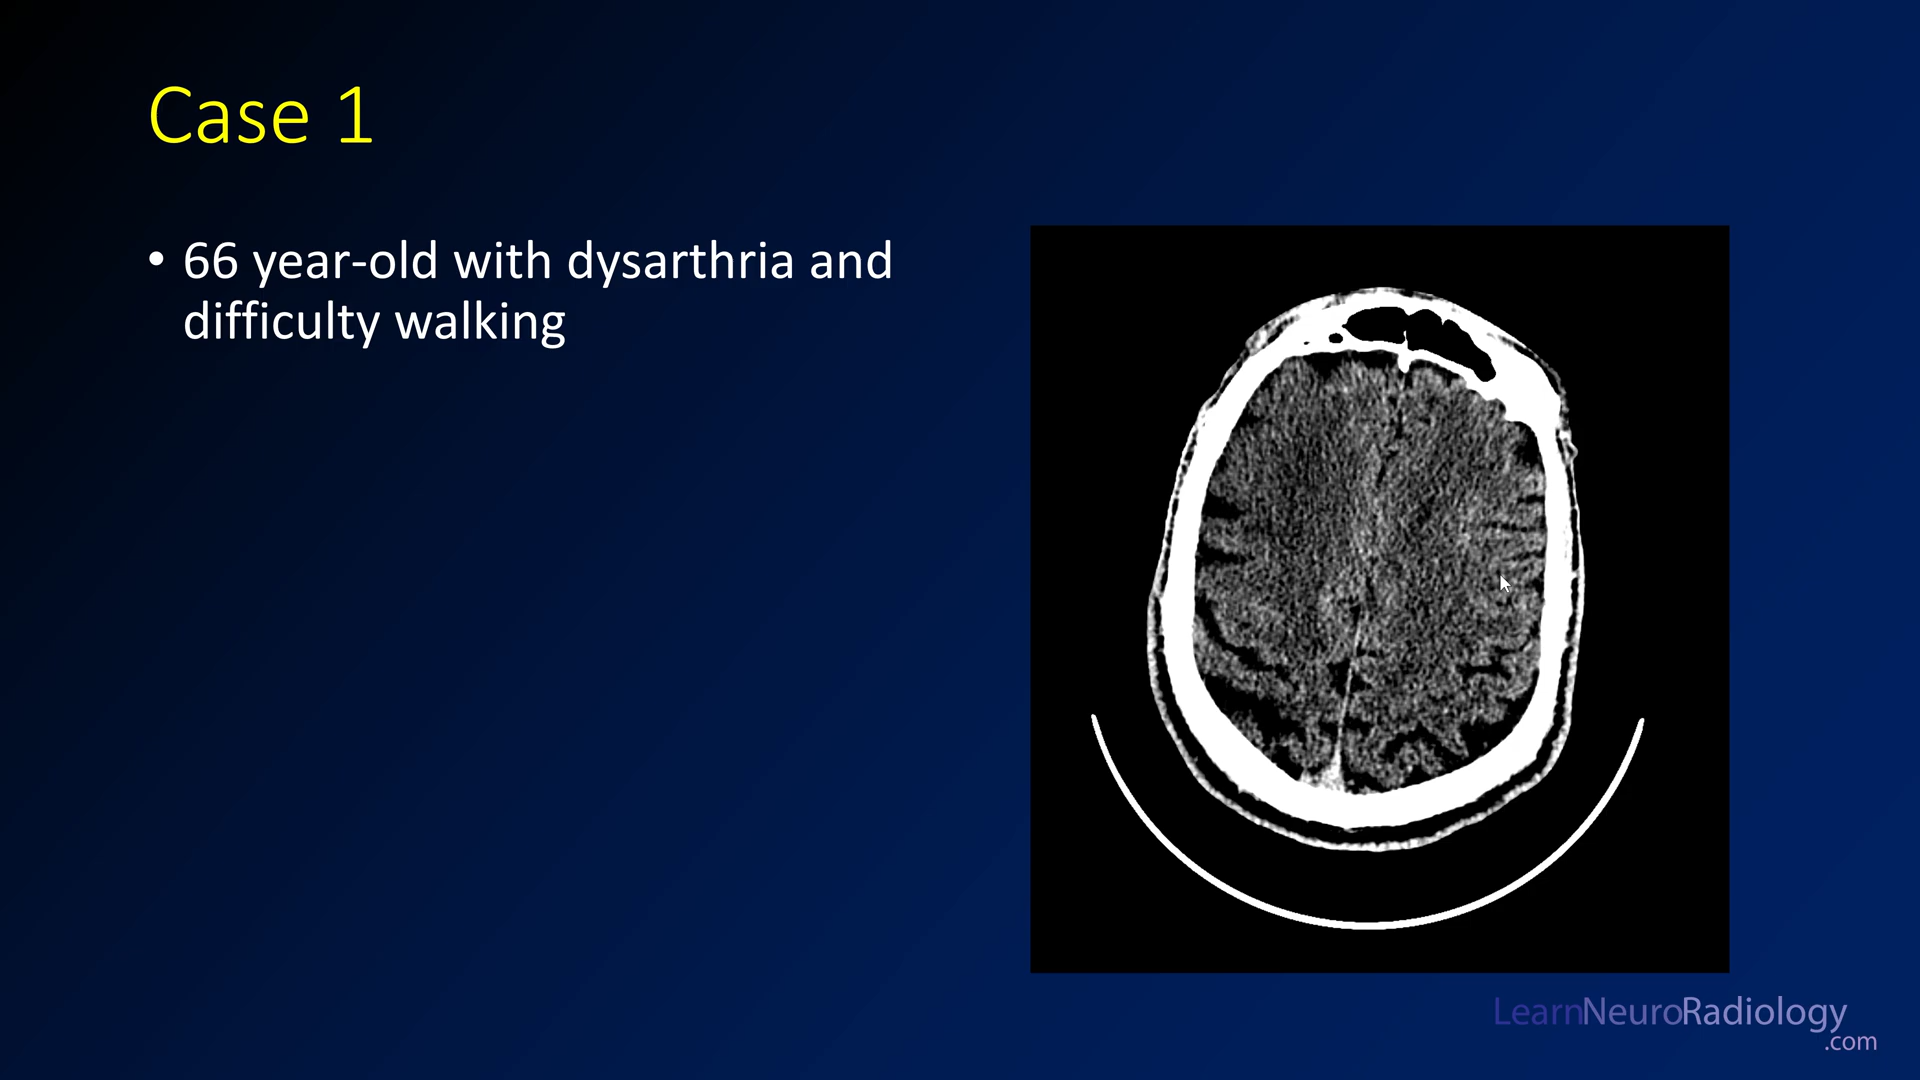 Case 1
• 66 year-old with dysarthria and
difficulty walking
LearnNeuroRadiology
.com